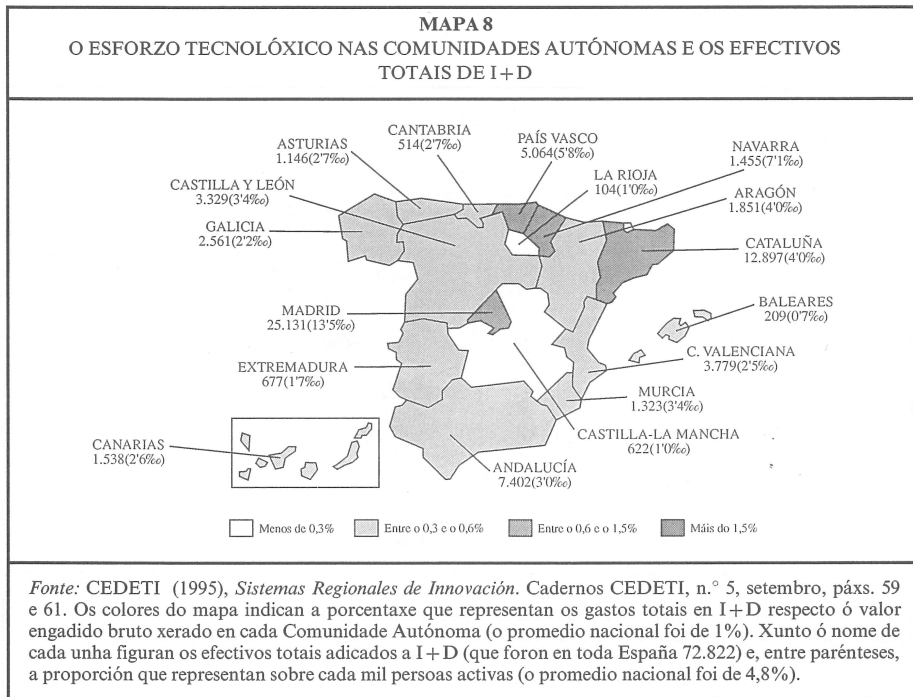 MAPA 8
O ESFORZO TECNOLÓXICO NAS COMUNIDADES AUTÓNOMAS E OS EFECTIVOS
TOTAIS DE I+D
ASTURIAS
1.146(2'7‰)
CANTABRIA
514(2'7‰)
PAÍS VASCO
5.064(5'8‰)
NAVARRA
1.455(7'1‰)
LA RIOJA
104(1'0‰)
CASTILLA Y LEÓN
3.329(3'4‰)
ARAGÓN
1.851(4'0‰)
GALICIA
2.561(2'2‰)
CATALUÑA
12.897(4'0‰)
MADRID
25.131(13'5‰)
BALEARES
209(0'7‰)
EXTREMADURA
677(1'7‰)
C. VALENCIANA
3.779(2'5‰)
MURCIA
1.323(3'4‰)
CANARIAS
1.538(2'6‰)
CASTILLA-LA MANCHA
622(1'0‰)
ANDALUCÍA
7.402(3'0‰)
Menos de 0,3%
Entre o 0,3 e o 0,6%
Entre o 0,6 e o 1,5%
Máis do 1,5%
Fonte: CEDETI (1995), Sistemas Regionales de Innovación. Cadernos CEDETI, n.° 5, setembro, páxs. 59
e 61. Os colores do mapa indican a porcentaxe que representan os gastos totais en I+D respecto ó valor
engadido bruto xerado en cada Comunidade Autónoma (o promedio nacional foi de 1%). Xunto ó nome de
cada unha figuran os efectivos totais adicados a I+D (que foron en toda España 72.822) e, entre parénteses,
a proporción que representan sobre cada mil persoas activas (o promedio nacional foi de 4,8%).